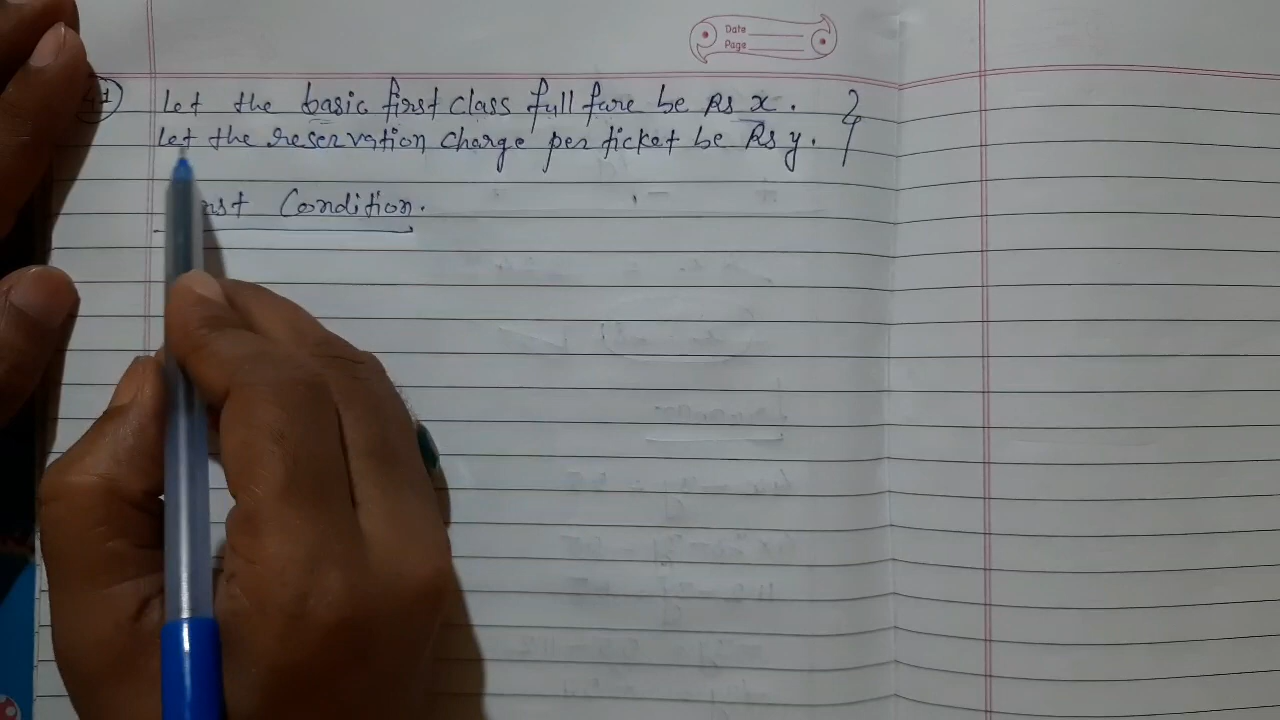 Date
Page
Let the basic first class full fare be Rs x.
Let the reservation charge per ticket be Rs y.
Condition.